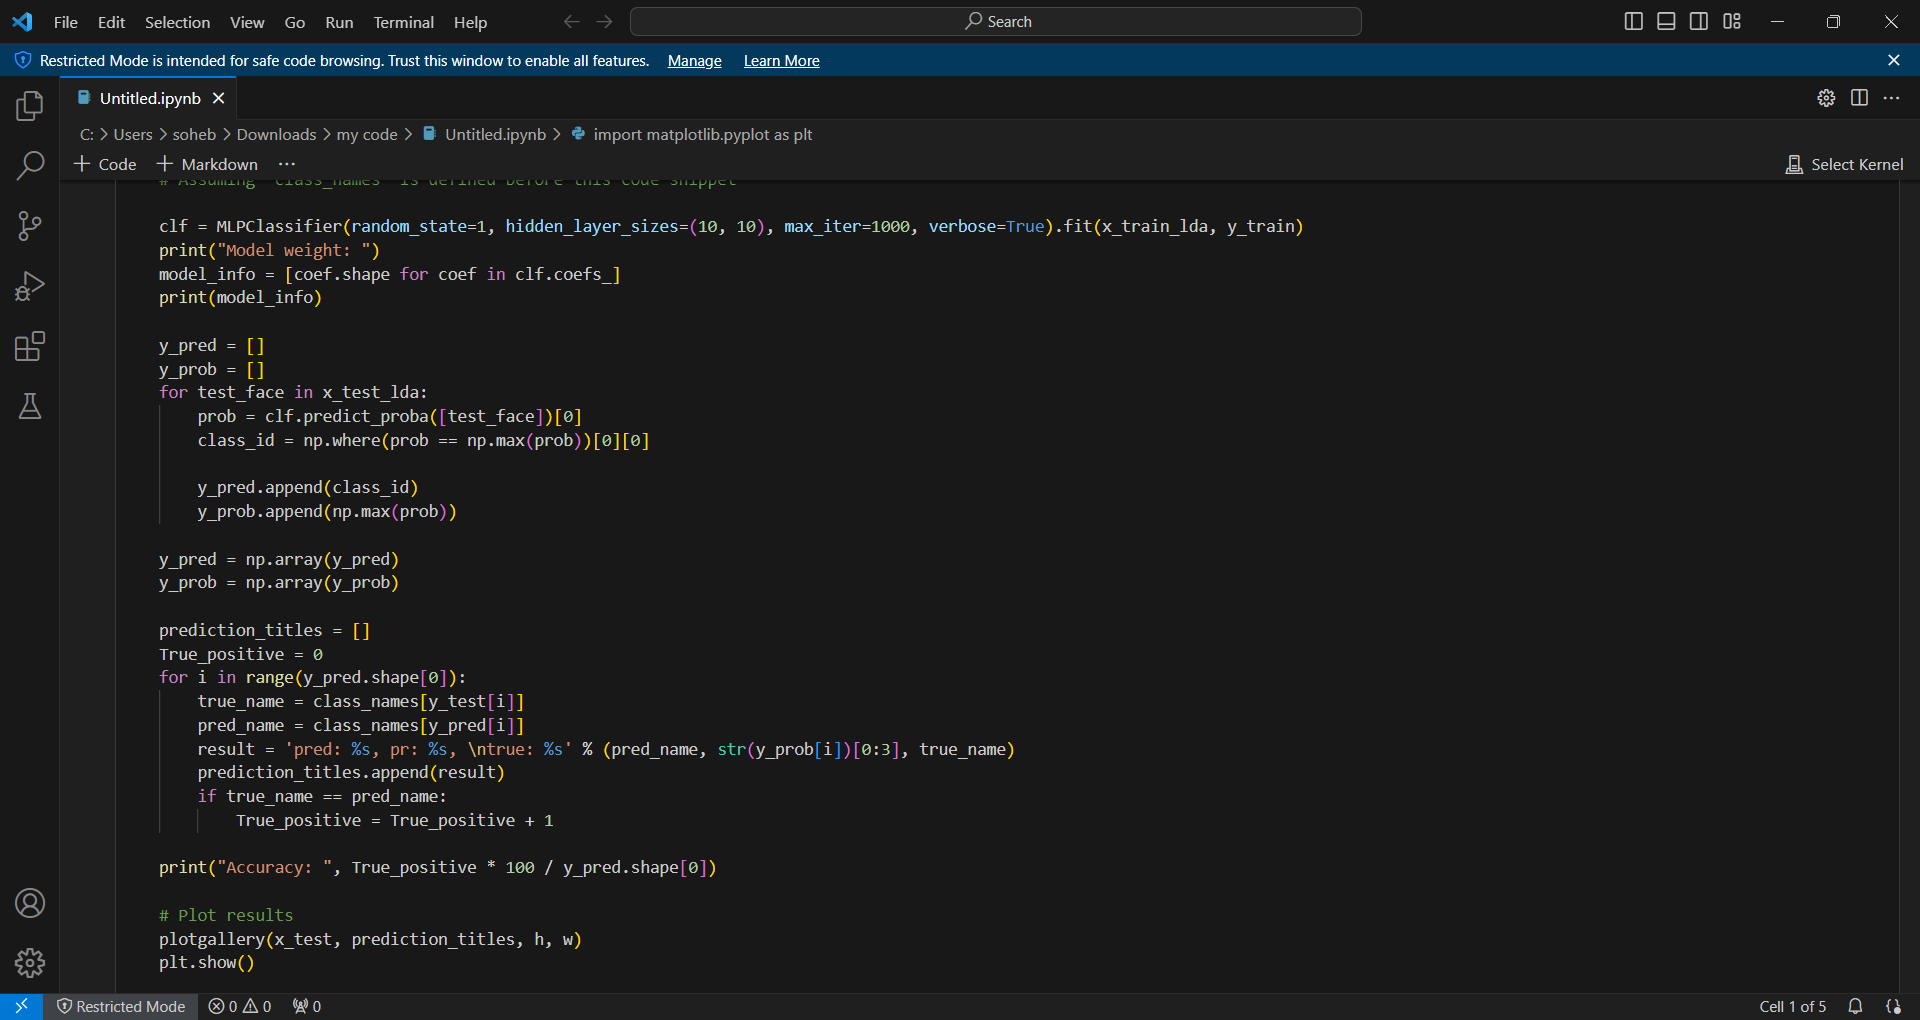 File Edit Selection View Go Run Terminal Help
Search
Restricted Mode is intended for safe code browsing. Trust this window to enable all features. Manage Learn More
Untitled.ipynb
C: > Users > soheb > Downloads > my code > Untitled.ipynb > import matplotlib.pyplot as plt
+ Code + Markdown ...
Select Kernel
# Assuming 'class_names' is defined before this code snippet
clf = MLPClassifier(random_state=1, hidden_layer_sizes=(10, 10), max_iter=1000, verbose=True).fit(x_train_lda, y_train)
print("Model weight: ")
model_info = [coef.shape for coef in clf.coefs_]
print(model_info)
y_pred = []
y_prob = []
for test_face in x_test_lda:
    prob = clf.predict_proba([test_face])[0]
    class_id = np.where(prob == np.max(prob))[0][0]
    y_pred.append(class_id)
    y_prob.append(np.max(prob))
y_pred = np.array(y_pred)
y_prob = np.array(y_prob)
prediction_titles = []
True_positive = 0
for i in range(y_pred.shape[0]):
    true_name = class_names[y_test[i]]
    pred_name = class_names[y_pred[i]]
    result = 'pred: %s, pr: %s, \ntrue: %s' % (pred_name, str(y_prob[i])[0:3], true_name)
    prediction_titles.append(result)
    if true_name == pred_name:
        True_positive = True_positive + 1
print("Accuracy: ", True_positive * 100 / y_pred.shape[0])
# Plot results
plotgallery(x_test, prediction_titles, h, w)
plt.show()
Restricted Mode 0 0 0
Cell 1 of 5